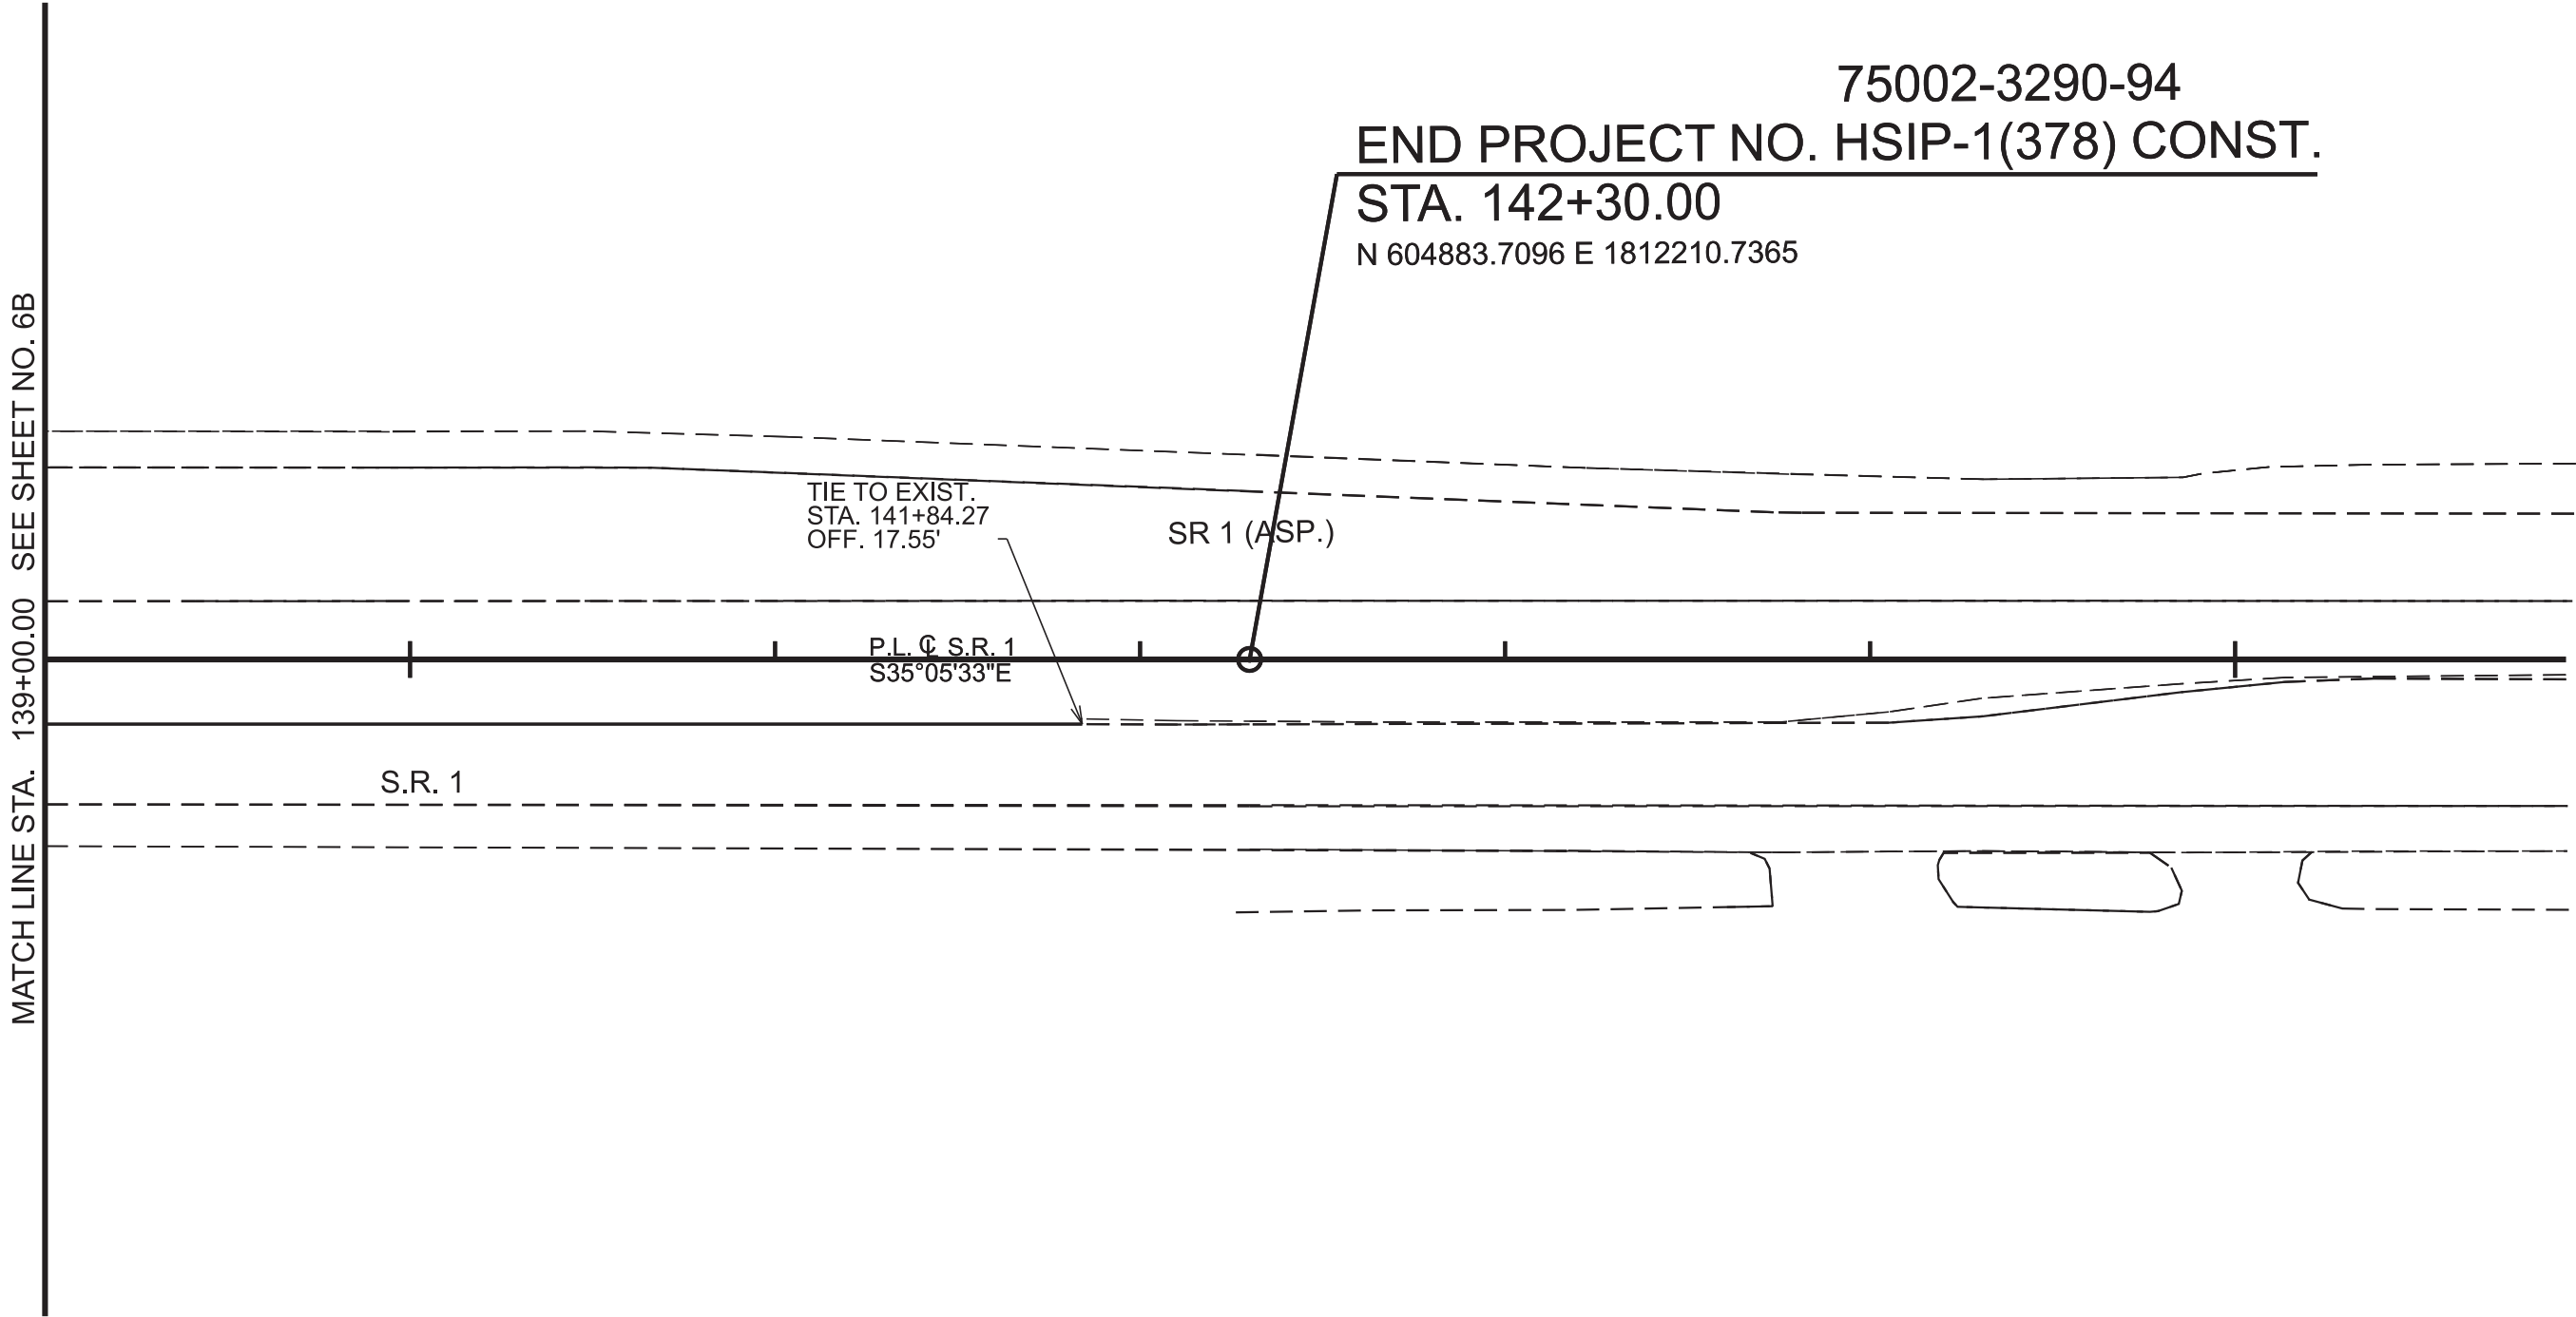 75002-3290-94
END PROJECT NO. HSIP-1(378) CONST.
STA. 142+30.00
N 604883.7096 E 1812210.7365
MATCH LINE STA. 139+00.00 SEE SHEET NO. 6B
TIE TO EXIST.
STA. 141+84.27
OFF. 17.55'
SR 1 (ASP.)
P.L. ℄ S.R. 1
S35°05'33"E
S.R. 1